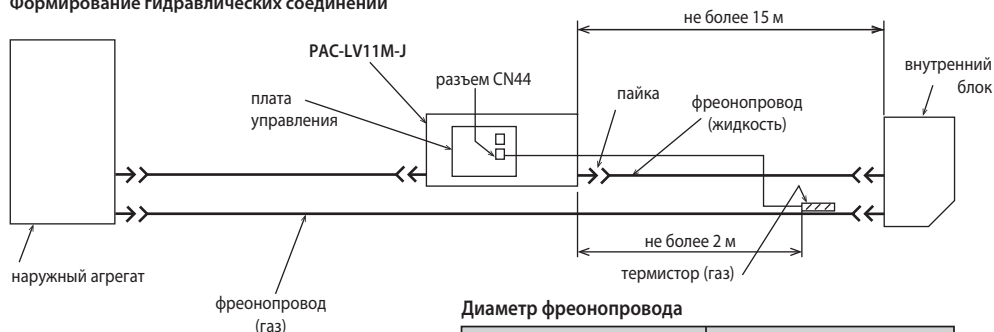 Формирование гидравлических соединений
не более 15 м
PAC-LV11M-J
разъем CN44
внутренний
блок
плата
управления
пайка
фреонопровод
(жидкость)
не более 2 м
термистор (газ)
наружный агрегат
фреонопровод
(газ)
Диаметр фреонопровода